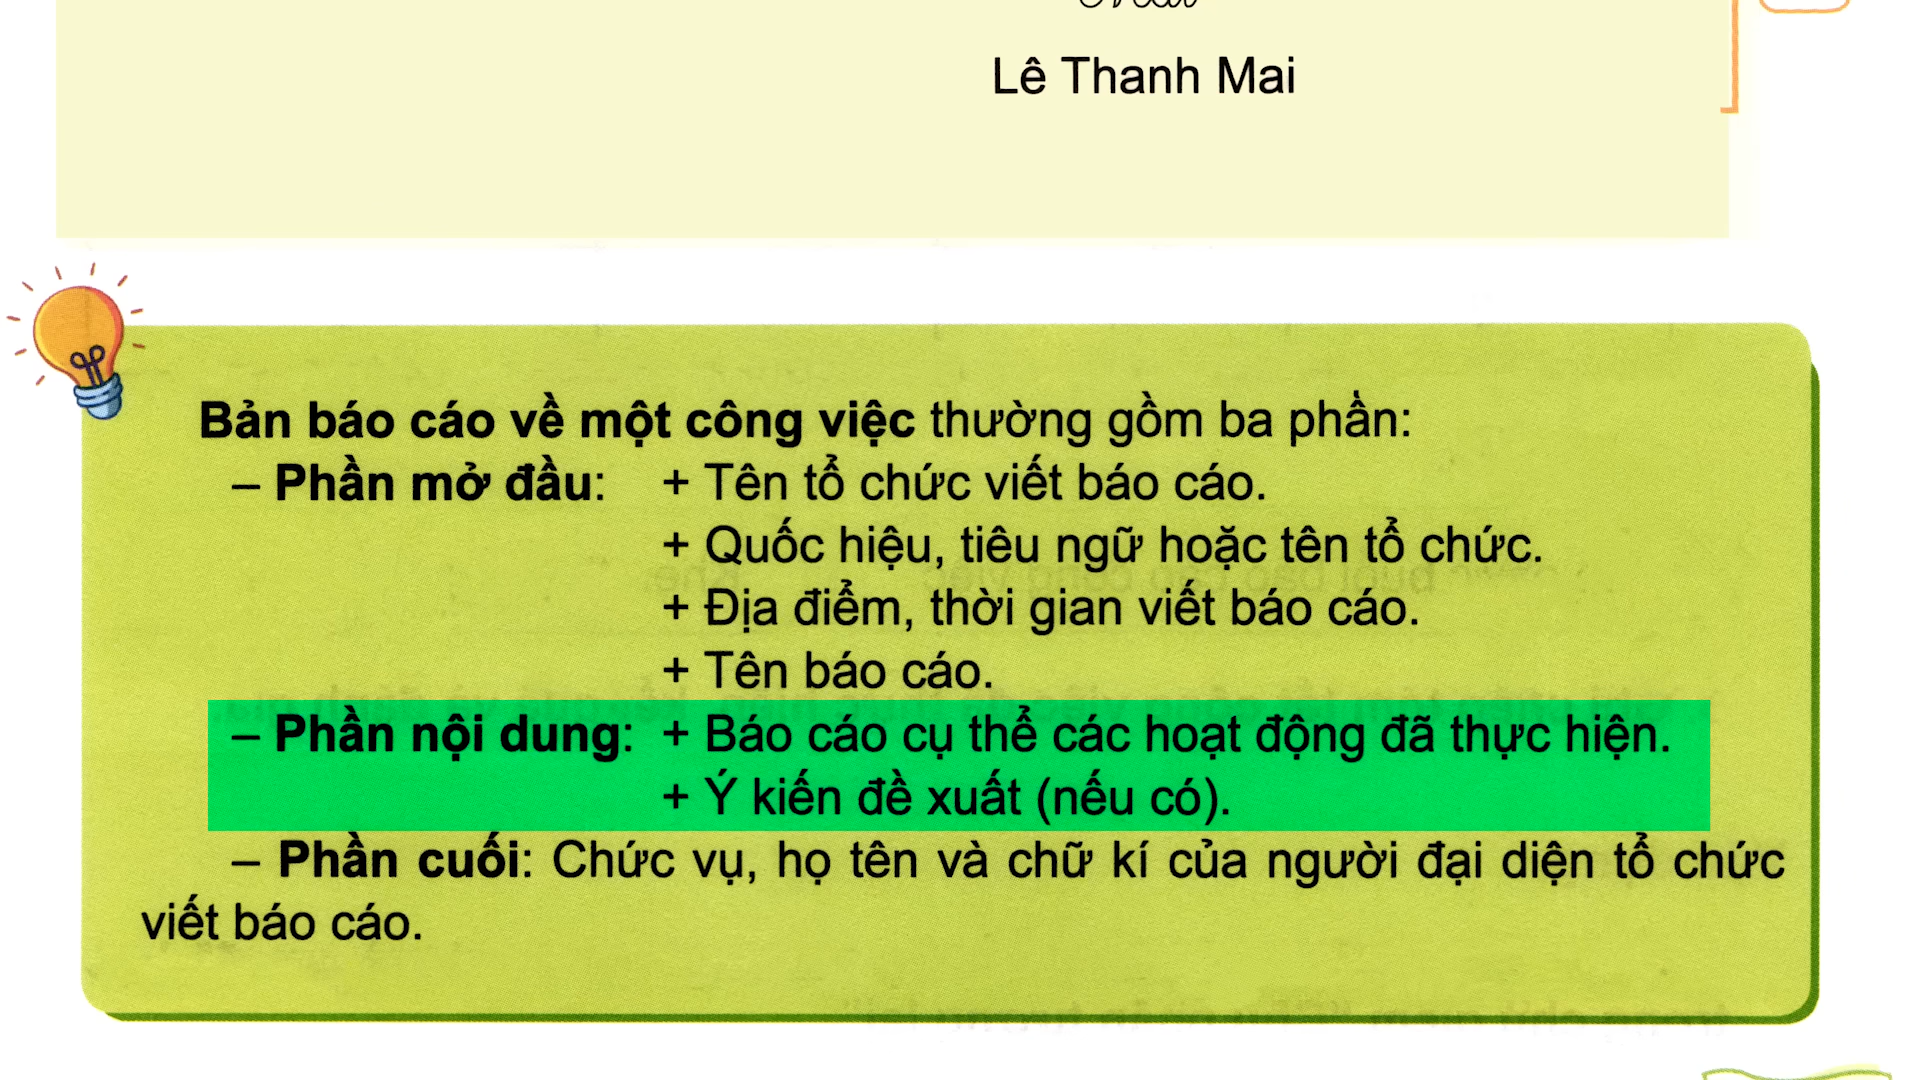 Lê Thanh Mai
Bản báo cáo về một công việc thường gồm ba phần:
– Phần mở đầu: + Tên tổ chức viết báo cáo.
+ Quốc hiệu, tiêu ngữ hoặc tên tổ chức.
+ Địa điểm, thời gian viết báo cáo.
+ Tên báo cáo.
– Phần nội dung: + Báo cáo cụ thể các hoạt động đã thực hiện.
+ Ý kiến đề xuất (nếu có).
– Phần cuối: Chức vụ, họ tên và chữ kí của người đại diện tổ chức
viết báo cáo.